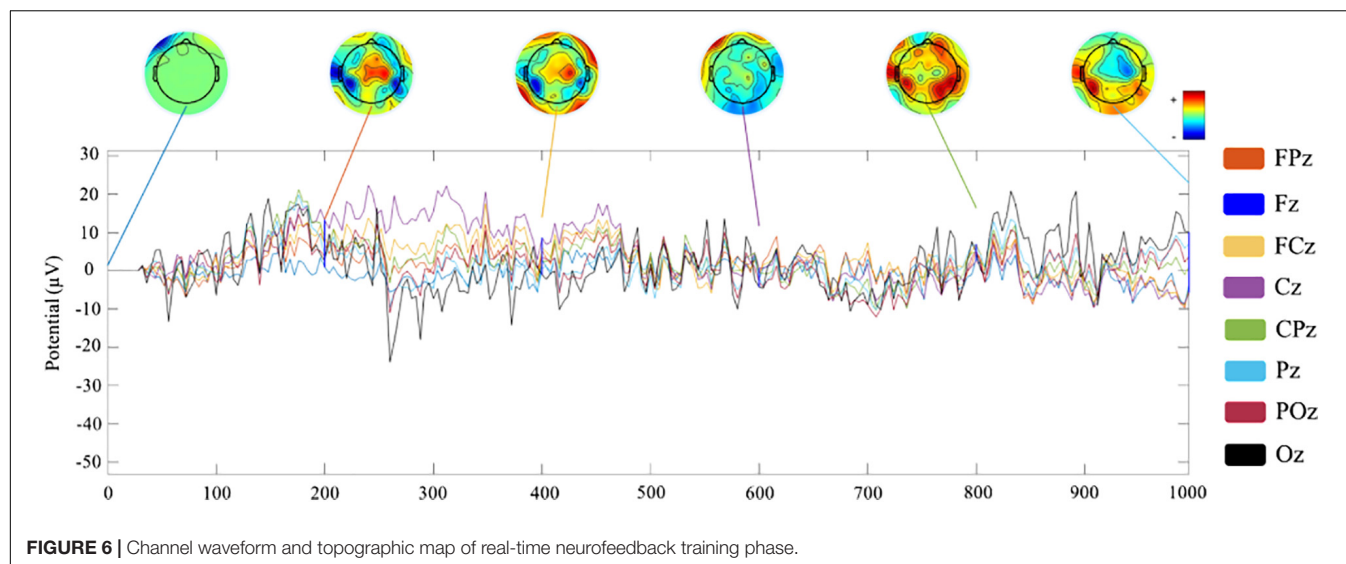 +
-
30
20
10
0
-10
-20
-30
-40
-50
Potential (µV)
0 100 200 300 400 500 600 700 800 900 1000
FPz
Fz
FCz
Cz
CPz
Pz
POz
Oz
FIGURE 6 | Channel waveform and topographic map of real-time neurofeedback training phase.